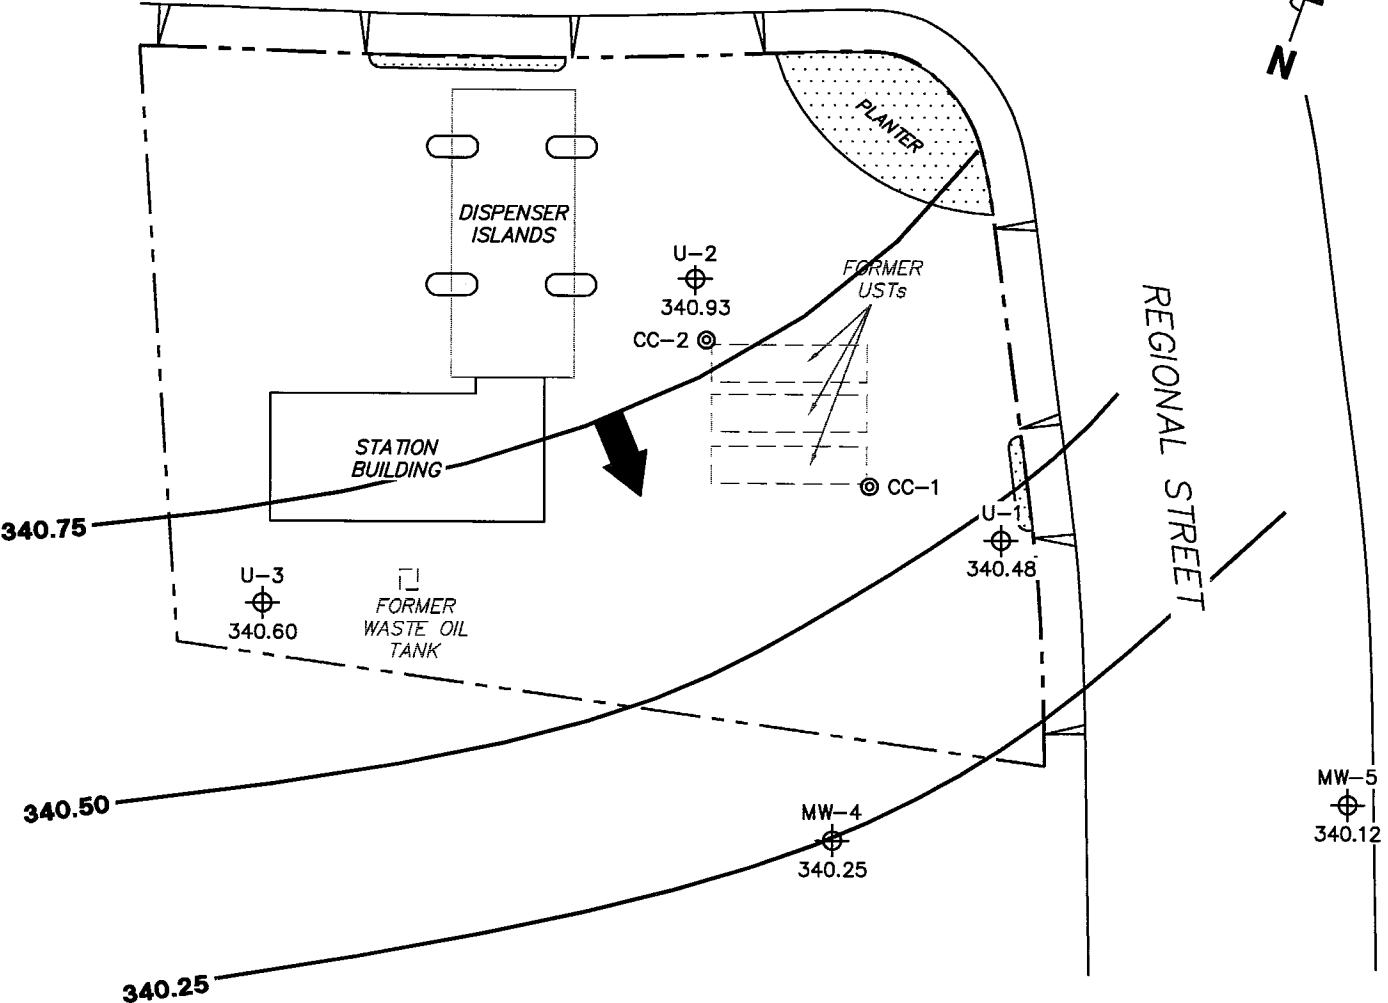 N
PLANTER
DISPENSER
ISLANDS
U-2
340.93
FORMER
USTs
CC-2
REGIONAL STREET
STATION
BUILDING
CC-1
340.75
U-1
340.48
U-3
340.60
FORMER
WASTE OIL
TANK
MW-5
340.12
340.50
MW-4
340.25
340.25